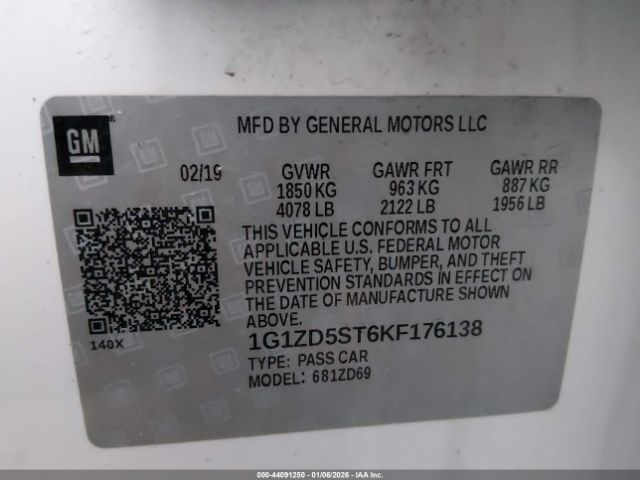 GM
MFD BY GENERAL MOTORS LLC
02/19 GVWR GAWR FRT GAWR RR
1850 KG 963 KG 887 KG
4078 LB 2122 LB 1956 LB
THIS VEHICLE CONFORMS TO ALL
APPLICABLE U.S. FEDERAL MOTOR
VEHICLE SAFETY, BUMPER, AND THEFT
PREVENTION STANDARDS IN EFFECT ON
THE DATE OF MANUFACTURE SHOWN
ABOVE.
140X
1G1ZD5ST6KF176138
TYPE: PASS CAR
MODEL: 681ZD69
000-44091250 - 01/06/2026 - IAAI Inc.